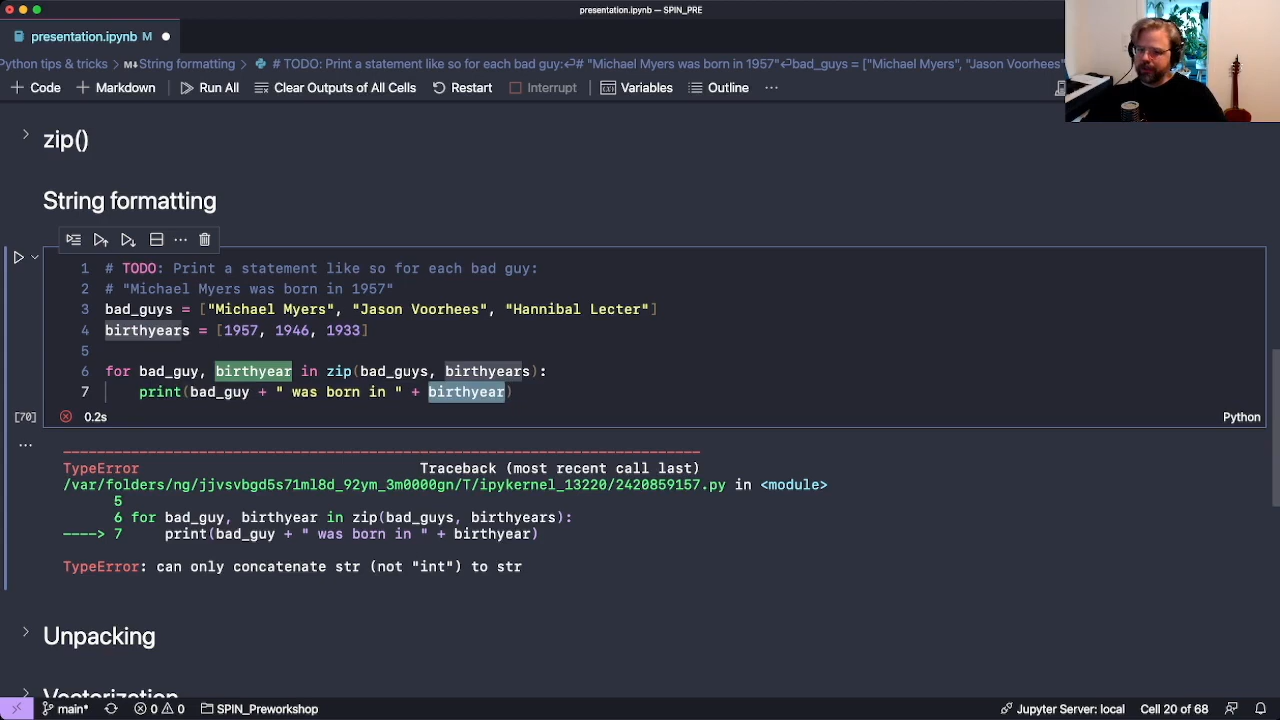 presentation.ipynb — SPIN_PRE
presentation.ipynb M
Python tips & tricks > M↓String formatting > # TODO: Print a statement like so for each bad guy:↵# "Michael Myers was born in 1957"↵bad_guys = ["Michael Myers", "Jason Voorhees"
+ Code + Markdown Run All Clear Outputs of All Cells Restart Interrupt Variables Outline ...
zip()
String formatting
1 # TODO: Print a statement like so for each bad guy:
2 # "Michael Myers was born in 1957"
3 bad_guys = ["Michael Myers", "Jason Voorhees", "Hannibal Lecter"]
4 birthyears = [1957, 1946, 1933]
5
6 for bad_guy, birthyear in zip(bad_guys, birthyears):
7 print(bad_guy + " was born in " + birthyear)
[70] 0.2s Python
...
---------------------------------------------------------------------------
TypeError Traceback (most recent call last)
/var/folders/ng/jjvsvbgd5s71ml8d_92ym_3m0000gn/T/ipykernel_13220/2420859157.py in <module>
5
6 for bad_guy, birthyear in zip(bad_guys, birthyears):
----> 7 print(bad_guy + " was born in " + birthyear)
TypeError: can only concatenate str (not "int") to str
Unpacking
Vectorization
main* 0 0 SPIN_Preworkshop Jupyter Server: local Cell 20 of 68